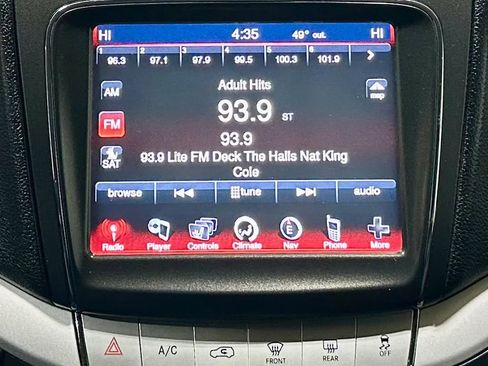 HI 4:35 49° out. HI
1 2 3 4 5 6
96.3 97.1 97.9 99.5 100.3 101.9
AM
Adult Hits
map
93.9 ST
FM
93.9
SAT
93.9 Lite FM Deck The Halls Nat King
Cole
browse tune audio
E
Radio Player Controls Climate Nav Phone More
A/C FRONT REAR OFF